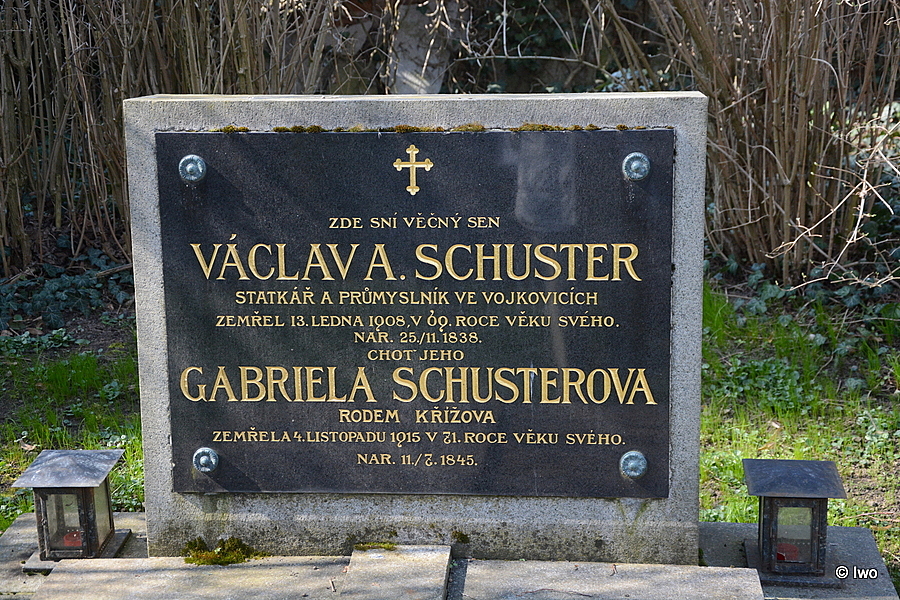 ZDE SNÍ VĚČNÝ SEN
VÁCLAV A. SCHUSTER
STATKÁŘ A PRŮMYSLNÍK VE VOJKOVICÍCH
ZEMŘEL 13. LEDNA 1908, V 69. ROCE VĚKU SVÉHO.
NAR. 25./11. 1838.
CHOŤ JEHO
GABRIELA SCHUSTEROVA
RODEM KŘÍŽOVA
ZEMŘELA 4. LISTOPADU 1915 V 71. ROCE VĚKU SVÉHO.
NAR. 11./7. 1845.
© Iwo